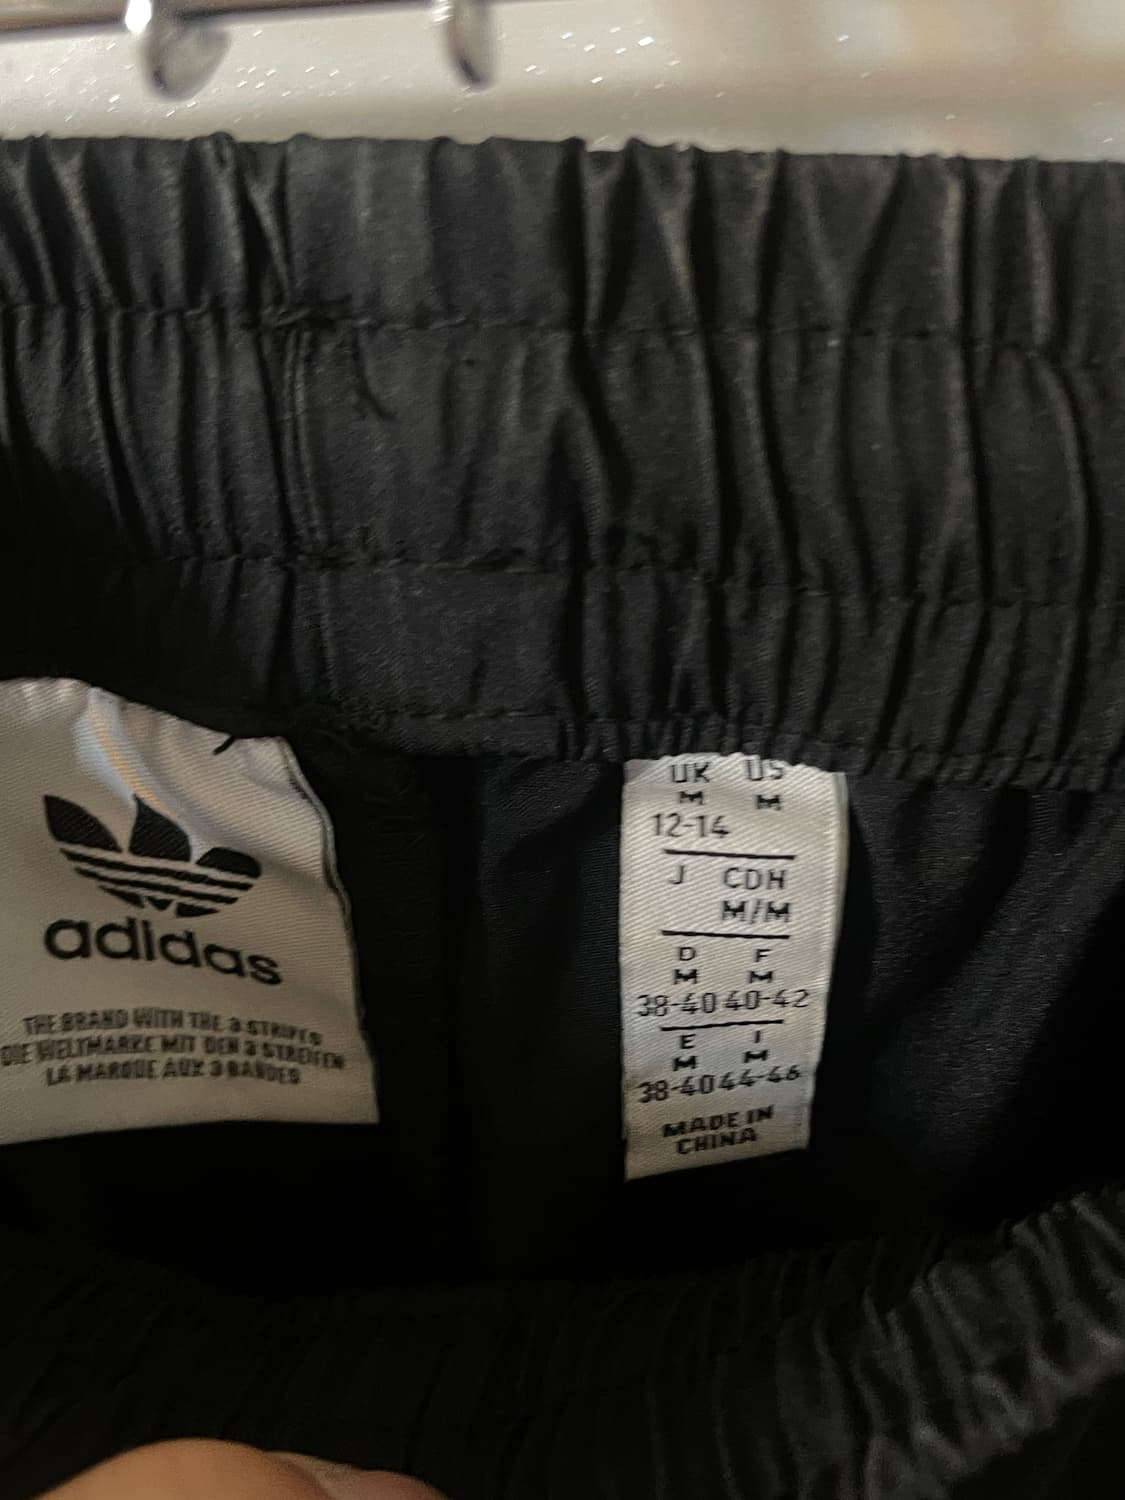 adidas
THE BRAND WITH THE 3 STRIPES
DIE WELTMARKE MIT DEN 3 STREIFEN
LA MARQUE AUX 3 BANDES
UK US
M M
12-14
J CDH
M/M
D F
M M
38-40 40-42
E I
M M
38-40 44-46
MADE IN
CHINA